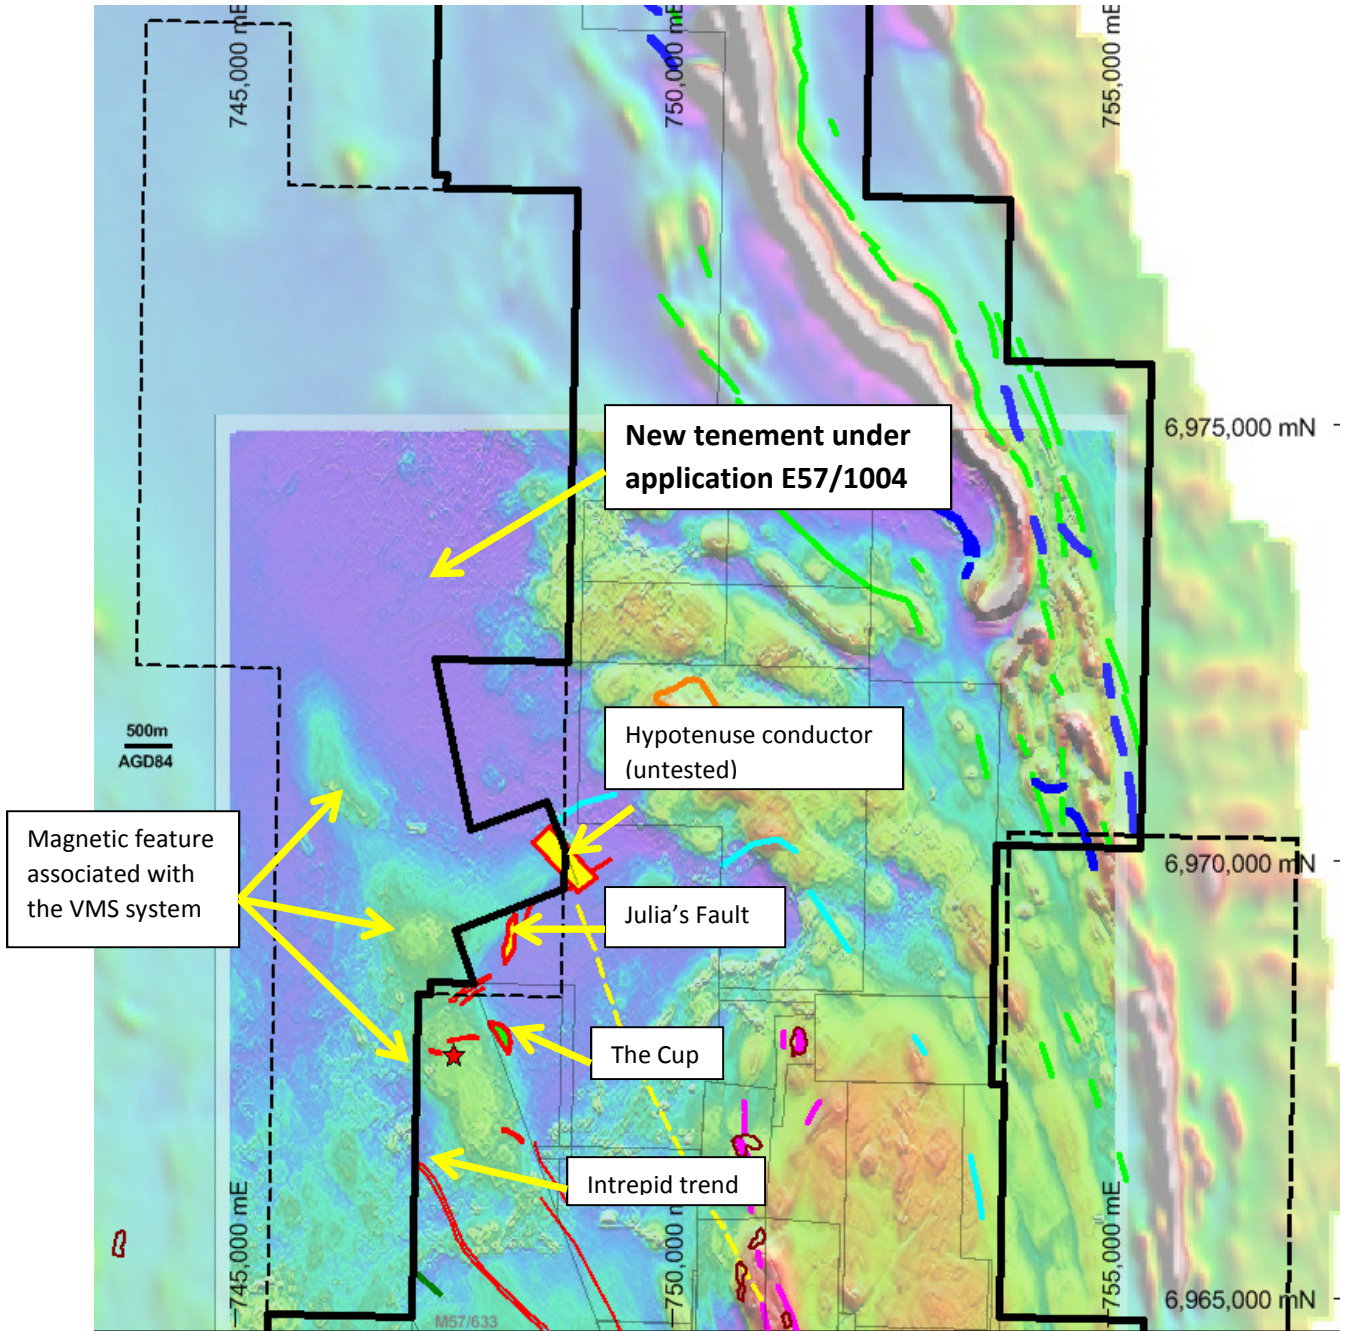 745,000 mE
750,000 mE
755,000 mE
6,975,000 mN
New tenement under
application E57/1004
500m
AGD84
Hypotenuse conductor
(untested)
Magnetic feature
associated with
the VMS system
6,970,000 mN
Julia's Fault
The Cup
Intrepid trend
745,000 mE
750,000 m
755,000 mE
6,965,000 mN
M57/633